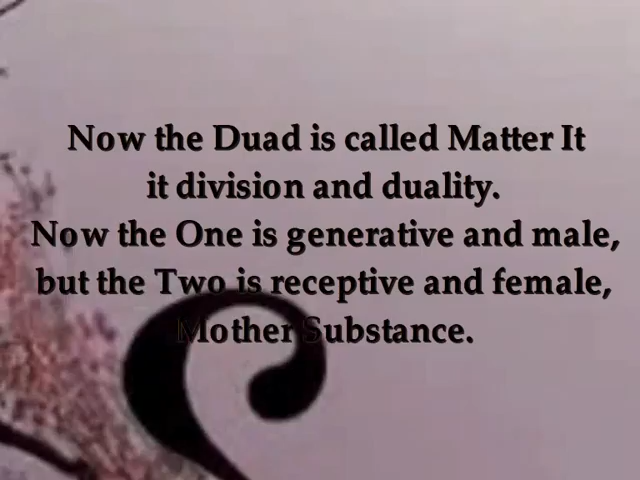 Now the Duad is called Matter It
it division and duality.
Now the One is generative and male,
but the Two is receptive and female,
Mother Substance.